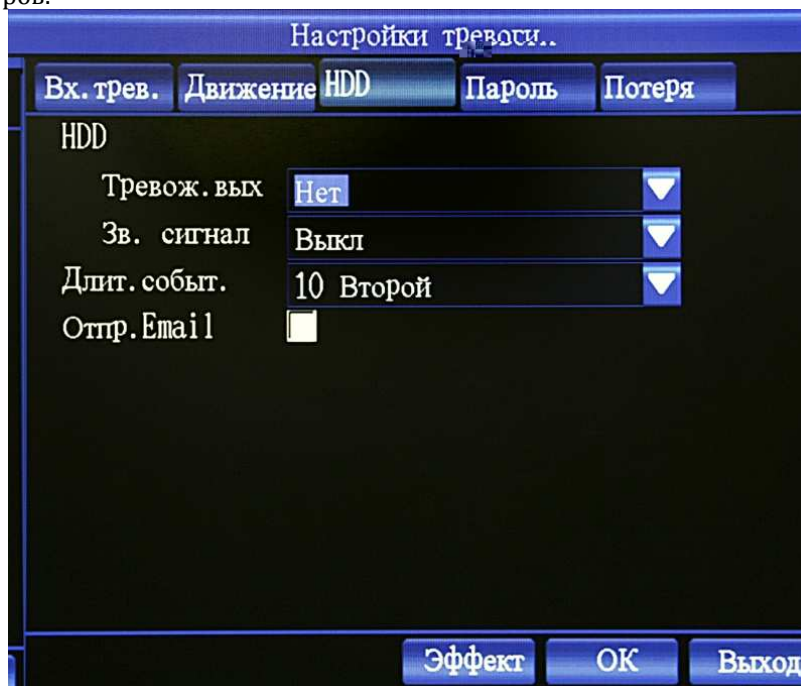 ров.
Настройки тревоги..
Вх.трев. Движение HDD Пароль Потеря
HDD
Тревож.вых Нет
Зв. сигнал Выкл
Длит.событ. 10 Второй
Отпр.Email
Эффект OK Выход